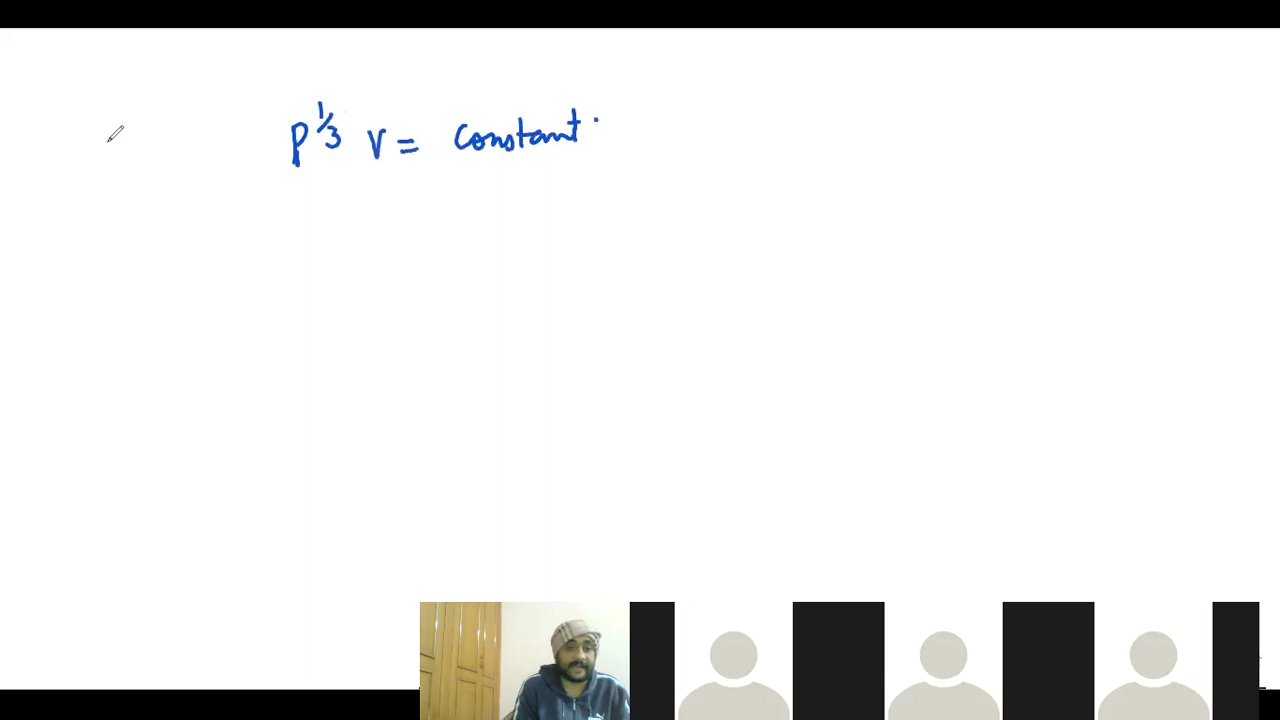 P^1/3 V = constant.